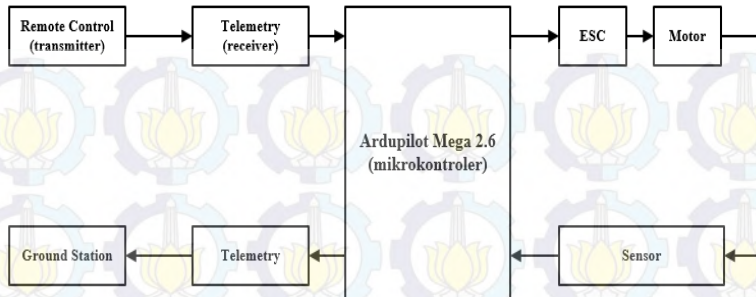 Remote Control
(transmitter)
Telemetry
(receiver)
ESC
Motor
Ardupilot Mega 2.6
(mikrokontroler)
Ground Station
Telemetry
Sensor